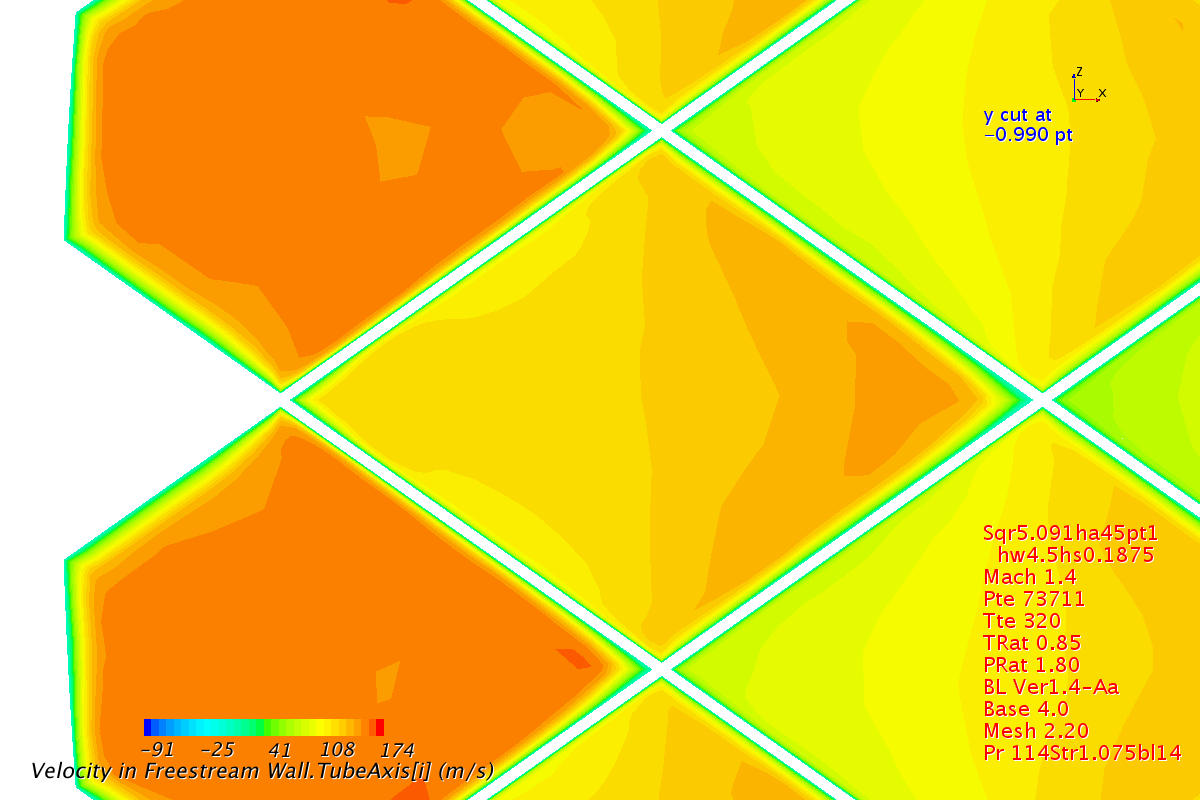 Z
Y X
y cut at
−0.990 pt
Sqr5.091ha45pt1
hw4.5hs0.1875
Mach 1.4
Pte 73711
Tte 320
TRat 0.85
PRat 1.80
BL Ver1.4−Aa
Base 4.0
Mesh 2.20
Pr 114Str1.075bl14
−91 −25 41 108 174
Velocity in Freestream Wall.TubeAxis[i] (m/s)